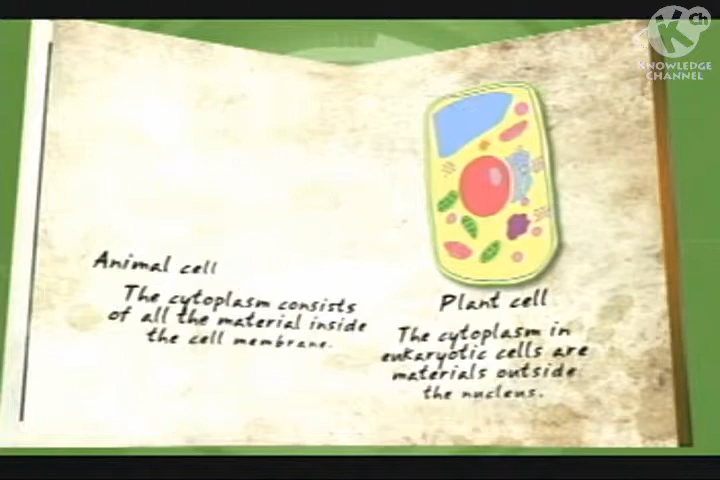 Ch
K
KNOWLEDGE
CHANNEL
Animal cell
The cytoplasm consists
of all the material inside
the cell membrane.
Plant cell
The cytoplasm in
eukaryotic cells are
materials outside
the nucleus.